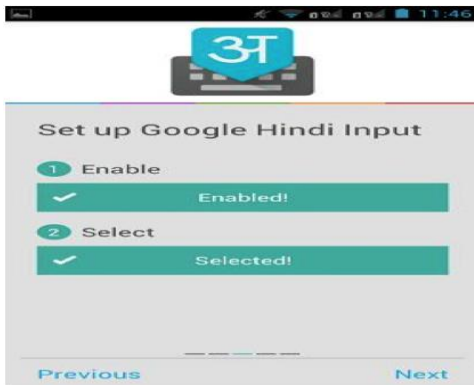 11:46
अ
Set up Google Hindi Input
1 Enable
Enabled!
2 Select
Selected!
Previous Next